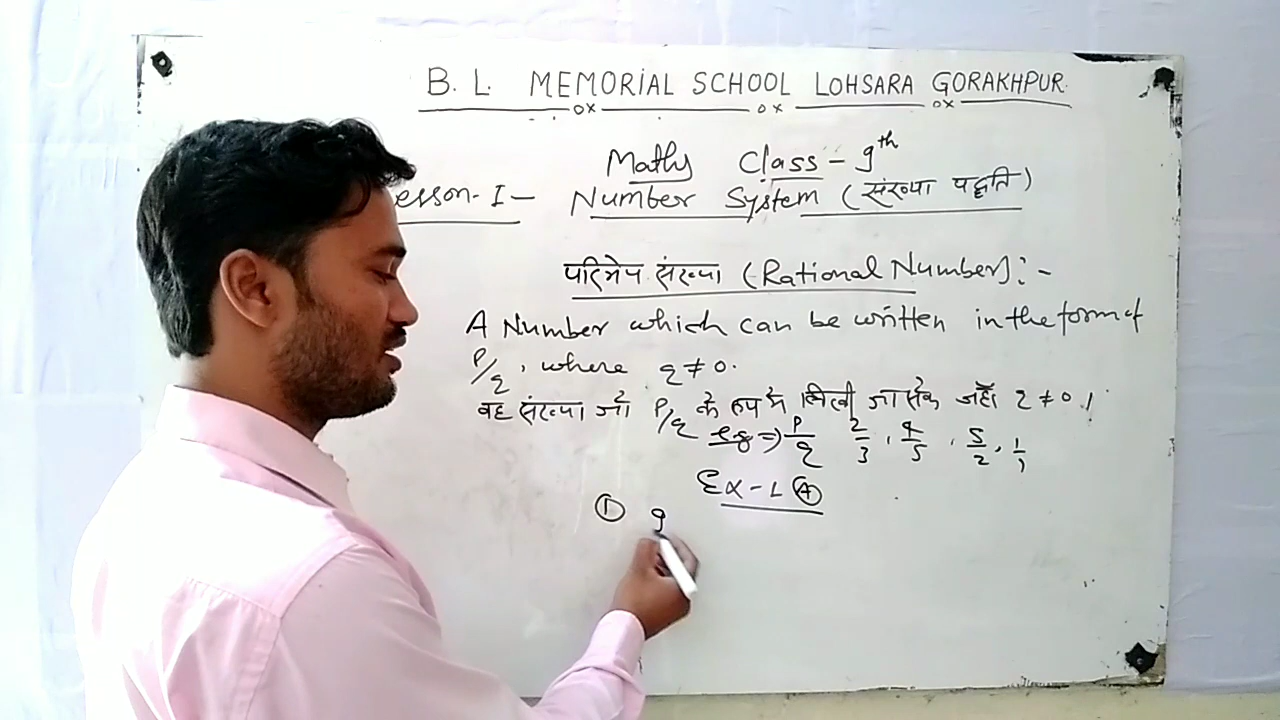 B. L. MEMORIAL SCHOOL LOHSARA GORAKHPUR.
Maths Class - 9th
esson - I - Number System (संख्या पद्धति)
परिमेय संख्या (Rational Number) : -
A Number which can be written in the form of
P/q, where q ≠ 0.
वह संख्या जो P/q के रूप में लिखी जा सके जहाँ q ≠ 0 ।
eg ⇒ P/q 2/3 , 4/5 , 5/2 , 1/1
Ex - 1 (A)
① 9